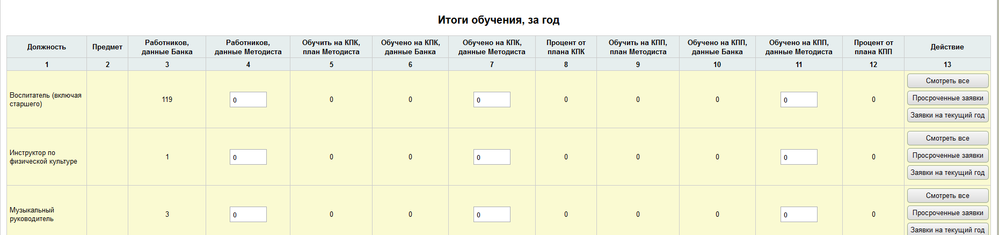 Итоги обучения, за год
Должность
Предмет
Работников,
данные Банка
Работников,
данные Методиста
Обучить на КПК,
план Методиста
Обучено на КПК,
данные Банка
Обучено на КПК,
данные Методиста
Процент от
плана КПК
Обучить на КПП,
план Методиста
Обучено на КПП,
данные Банка
Обучено на КПП,
данные Методиста
Процент от
плана КПП
Действие
1 2 3 4 5 6 7 8 9 10 11 12 13
Воспитатель (включая
старшего)
119 0 0 0 0 0 0 0 0 0
Смотреть все
Просроченные заявки
Заявки на текущий год
Инструктор по
физической культуре
1 0 0 0 0 0 0 0 0 0
Смотреть все
Просроченные заявки
Заявки на текущий год
Музыкальный
руководитель
3 0 0 0 0 0 0 0 0 0
Смотреть все
Просроченные заявки
Заявки на текущий год